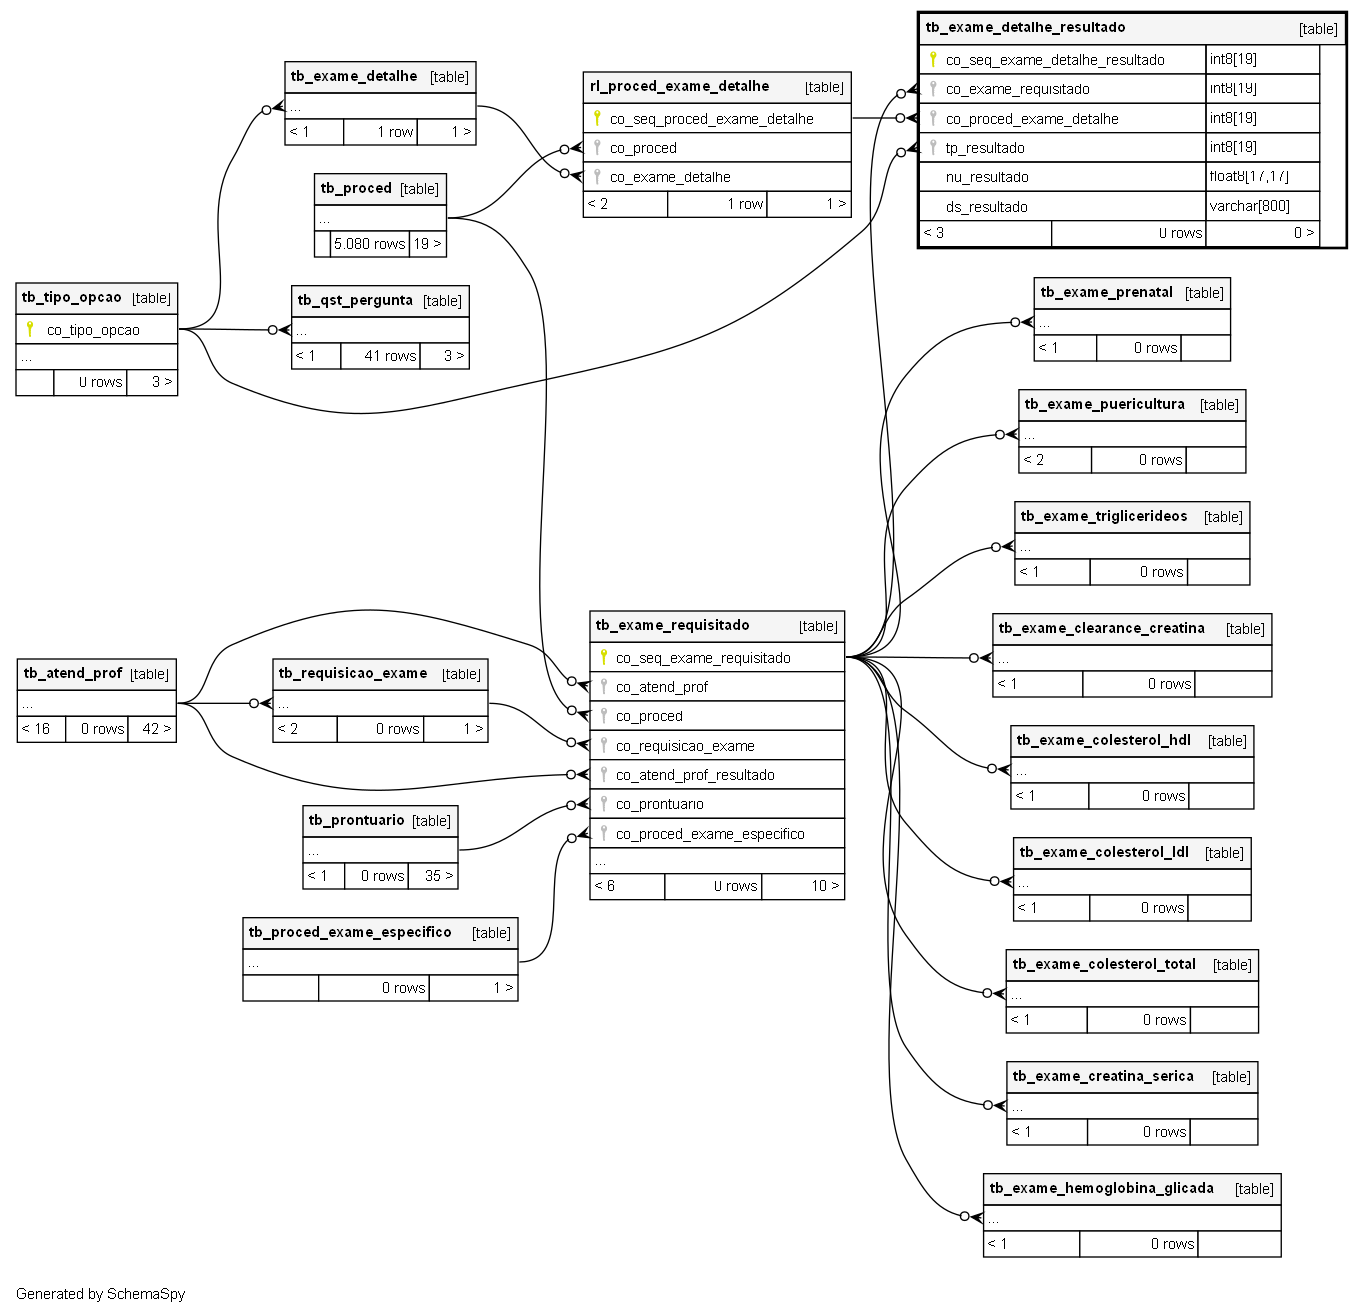 tb_exame_detalhe_resultado [table]
co_seq_exame_detalhe_resultado int8[19]
co_exame_requisitado int8[19]
co_proced_exame_detalhe int8[19]
tp_resultado int8[19]
nu_resultado float8[17,17]
ds_resultado varchar[800]
< 3 0 rows 0 >
tb_exame_detalhe [table]
...
< 1 1 row 1 >
rl_proced_exame_detalhe [table]
co_seq_proced_exame_detalhe
co_proced
co_exame_detalhe
< 2 1 row 1 >
tb_proced [table]
...
5.080 rows 19 >
tb_tipo_opcao [table]
co_tipo_opcao
...
0 rows 3 >
tb_qst_pergunta [table]
...
< 1 41 rows 3 >
tb_exame_prenatal [table]
...
< 1 0 rows
tb_exame_puericultura [table]
...
< 2 0 rows
tb_exame_triglicerideos [table]
...
< 1 0 rows
tb_exame_clearance_creatina [table]
...
< 1 0 rows
tb_exame_requisitado [table]
co_seq_exame_requisitado
co_atend_prof
co_proced
co_requisicao_exame
co_atend_prof_resultado
co_prontuario
co_proced_exame_especifico
...
< 6 0 rows 10 >
tb_atend_prof [table]
...
< 16 0 rows 42 >
tb_requisicao_exame [table]
...
< 2 0 rows 1 >
tb_prontuario [table]
...
< 1 0 rows 35 >
tb_proced_exame_especifico [table]
...
0 rows 1 >
tb_exame_colesterol_hdl [table]
...
< 1 0 rows
tb_exame_colesterol_ldl [table]
...
< 1 0 rows
tb_exame_colesterol_total [table]
...
< 1 0 rows
tb_exame_creatina_serica [table]
...
< 1 0 rows
tb_exame_hemoglobina_glicada [table]
...
< 1 0 rows
Generated by SchemaSpy